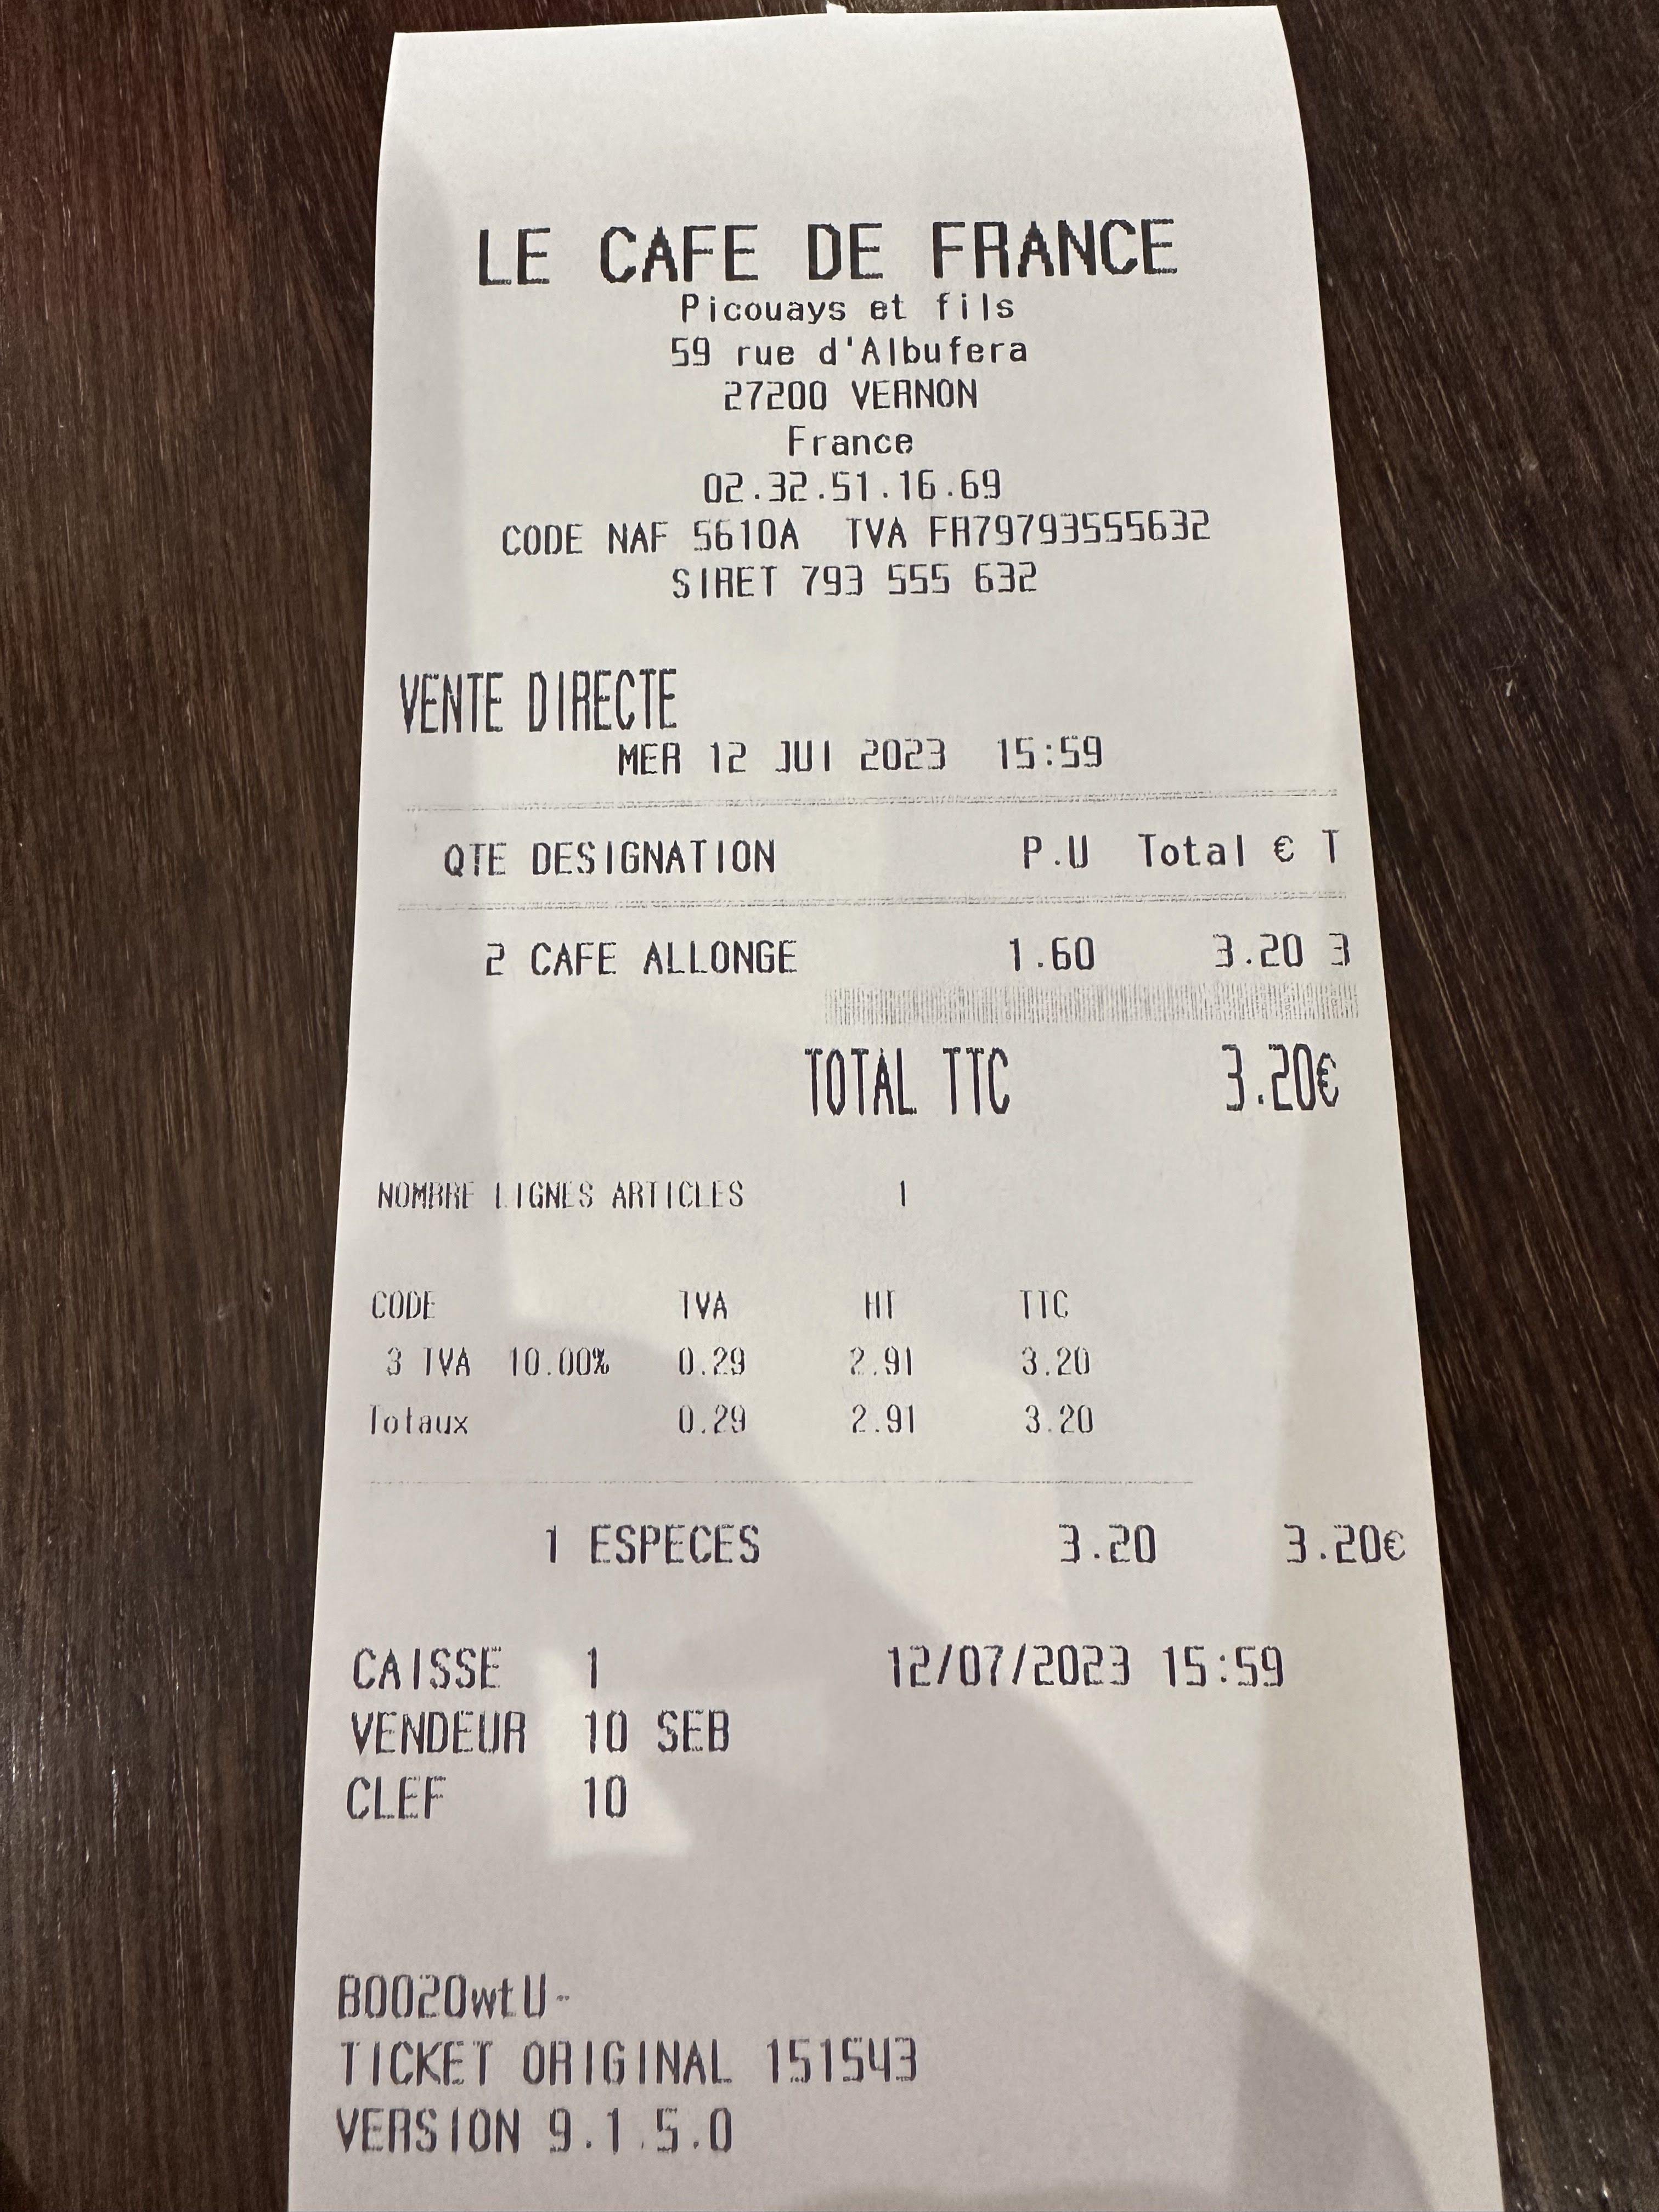 LE CAFE DE FRANCE
Picouays et fils
59 rue d'Albufera
27200 VERNON
France
02.32.51.16.69
CODE NAF 5610A TVA FR79793555632
SIRET 793 555 632
VENTE DIRECTE
MER 12 JUI 2023 15:59
QTE DESIGNATION P.U Total € T
2 CAFE ALLONGE 1.60 3.20 3
TOTAL TTC 3.20€
NOMBRE LIGNES ARTICLES 1
CODE TVA HT TTC
3 TVA 10.00% 0.29 2.91 3.20
Totaux 0.29 2.91 3.20
1 ESPECES 3.20 3.20€
CAISSE 1 12/07/2023 15:59
VENDEUR 10 SEB
CLEF 10
B0020wtU-
TICKET ORIGINAL 151543
VERSION 9.1.5.0